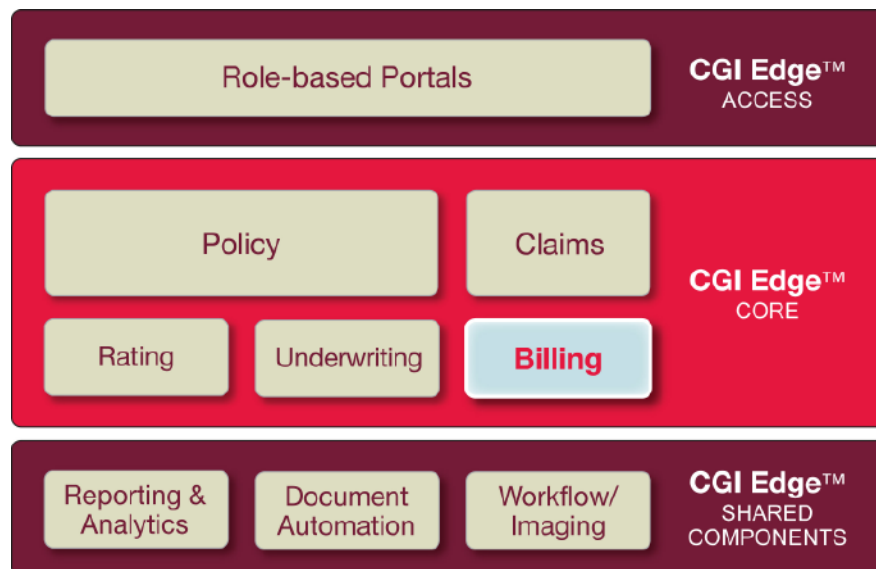 Role-based Portals
CGI Edge™
ACCESS
Policy
Claims
CGI Edge™
CORE
Rating
Underwriting
Billing
Reporting &
Analytics
Document
Automation
Workflow/
Imaging
CGI Edge™
SHARED
COMPONENTS